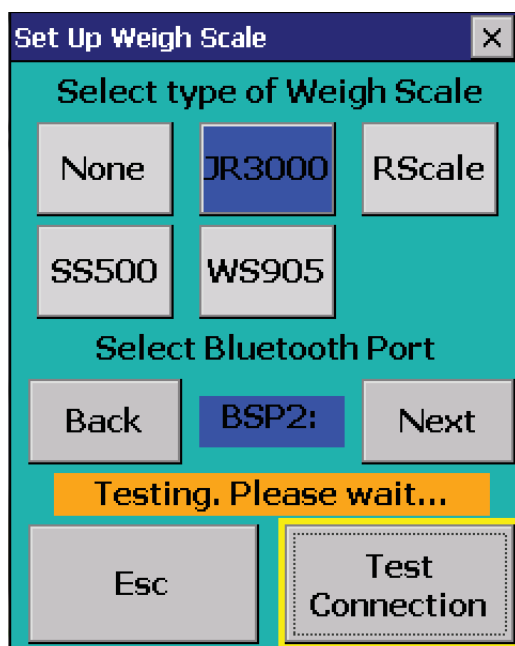 Set Up Weigh Scale
Select type of Weigh Scale
None JR3000 RScale
SS500 WS905
Select Bluetooth Port
Back BSP2: Next
Testing. Please wait...
Esc Test
Connection